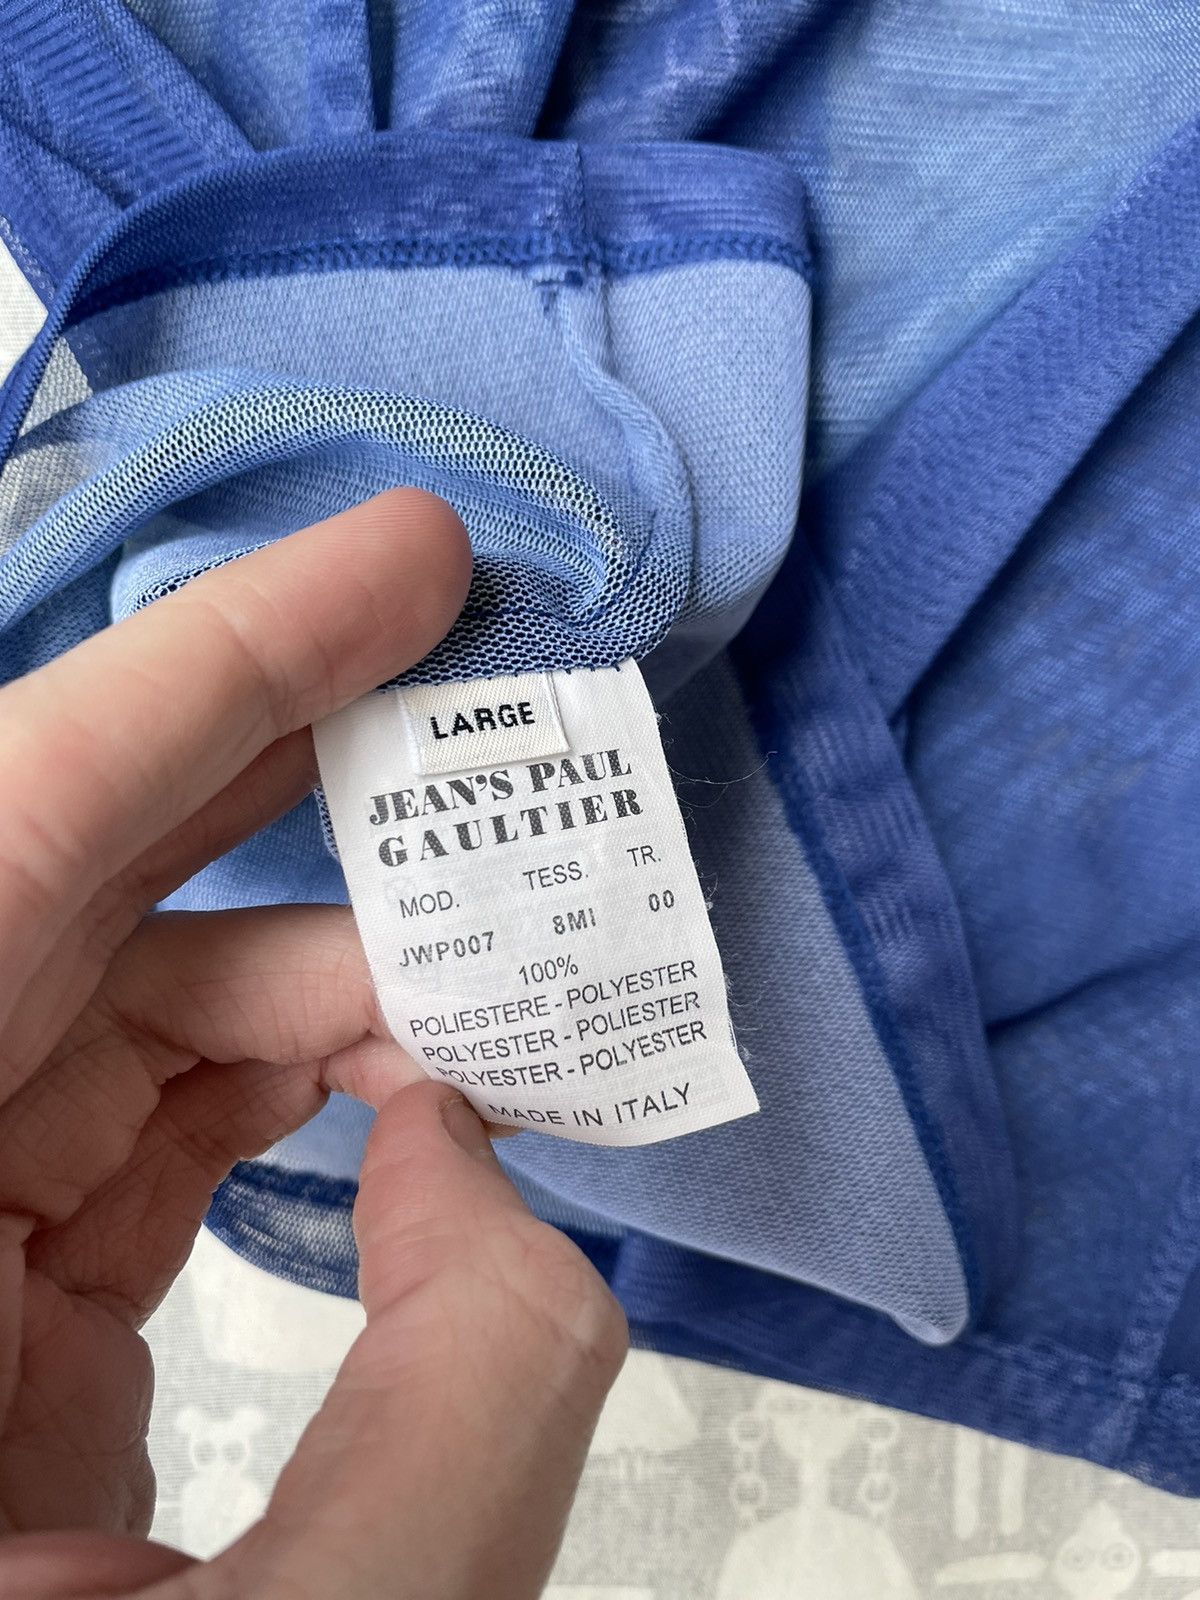 LARGE
JEAN'S PAUL
GAULTIER
MOD. TESS. TR.
JWP007 8MI 00
100%
POLIESTERE - POLYESTER
POLYESTER - POLIESTER
POLYESTER - POLYESTER
MADE IN ITALY